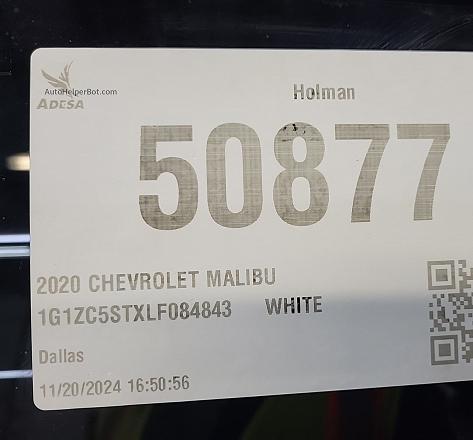 AutoHelperBot.com
ADESA
Holman
50877
2020 CHEVROLET MALIBU
1G1ZC5STXLF084843 WHITE
Dallas
11/20/2024 16:50:56